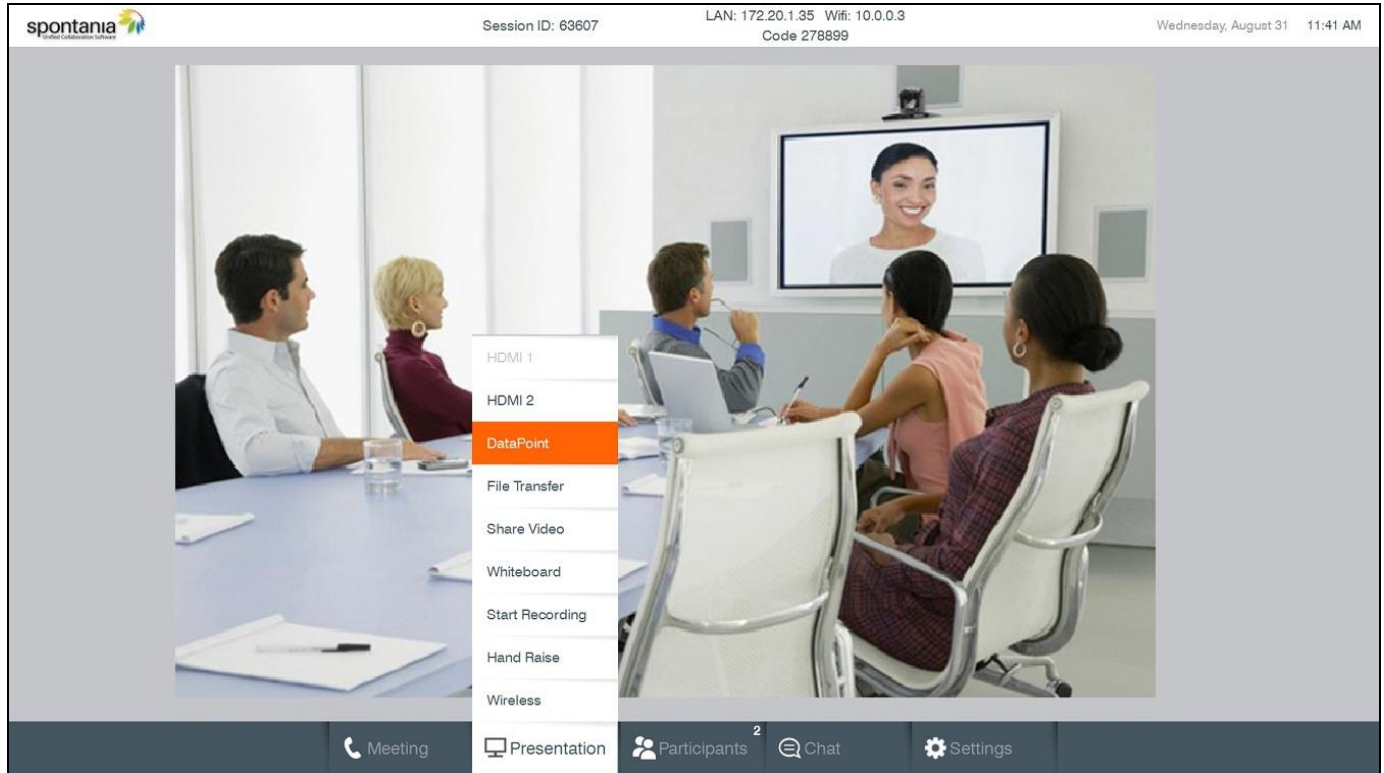 spontania
Unified Collaboration Software
Session ID: 63607
LAN: 172.20.1.35 Wifi: 10.0.0.3
Code 278899
Wednesday, August 31 11:41 AM
HDMI 1
HDMI 2
DataPoint
File Transfer
Share Video
Whiteboard
Start Recording
Hand Raise
Wireless
Meeting
Presentation
Participants 2
Chat
Settings